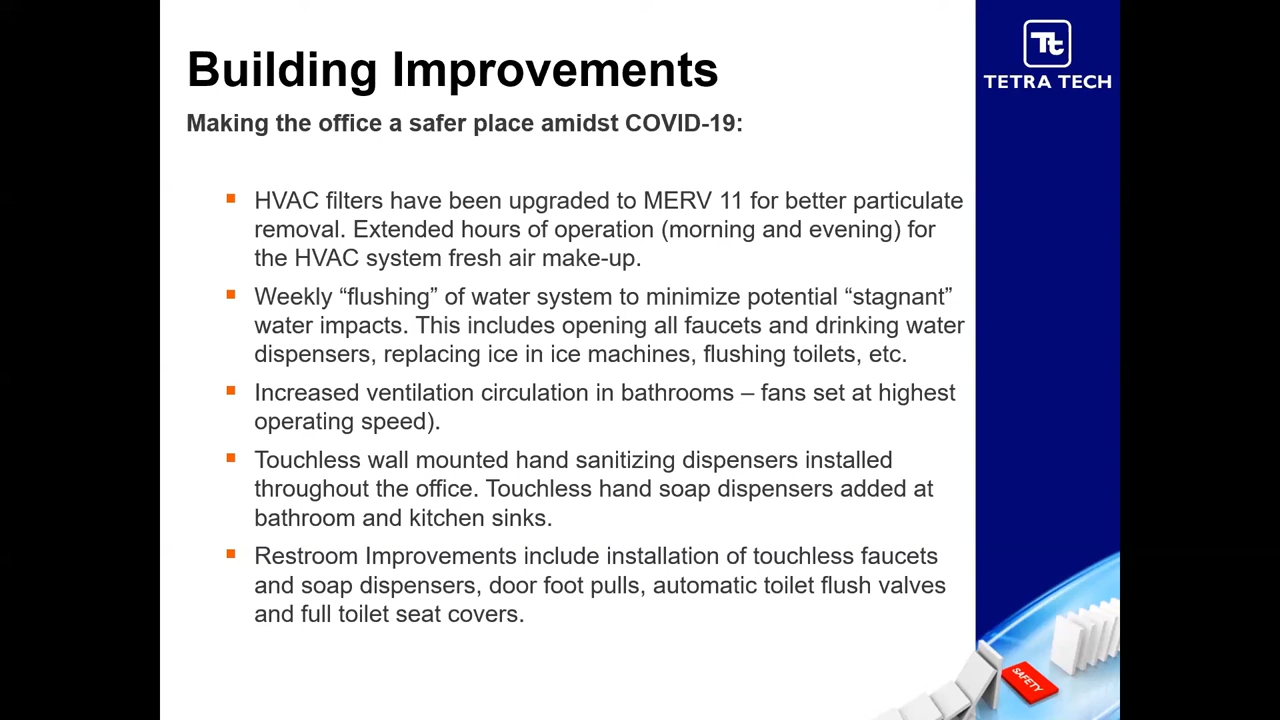 Building Improvements
Making the office a safer place amidst COVID-19:
HVAC filters have been upgraded to MERV 11 for better particulate
removal. Extended hours of operation (morning and evening) for
the HVAC system fresh air make-up.
Weekly “flushing” of water system to minimize potential “stagnant”
water impacts. This includes opening all faucets and drinking water
dispensers, replacing ice in ice machines, flushing toilets, etc.
Increased ventilation circulation in bathrooms – fans set at highest
operating speed).
Touchless wall mounted hand sanitizing dispensers installed
throughout the office. Touchless hand soap dispensers added at
bathroom and kitchen sinks.
Restroom Improvements include installation of touchless faucets
and soap dispensers, door foot pulls, automatic toilet flush valves
and full toilet seat covers.
Tt
TETRA TECH
SAFETY